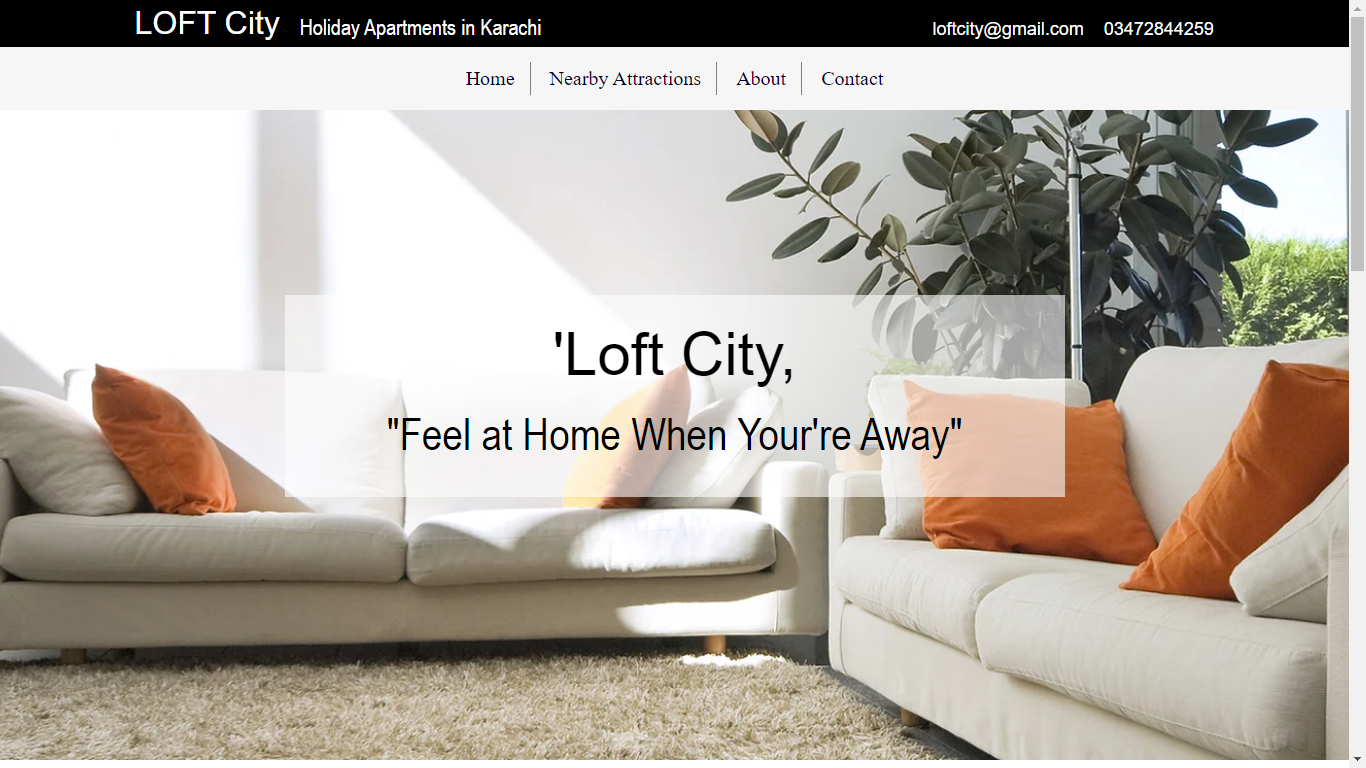 LOFT City Holiday Apartments in Karachi loftcity@gmail.com 03472844259
Home Nearby Attractions About Contact
'Loft City,
"Feel at Home When Your're Away"